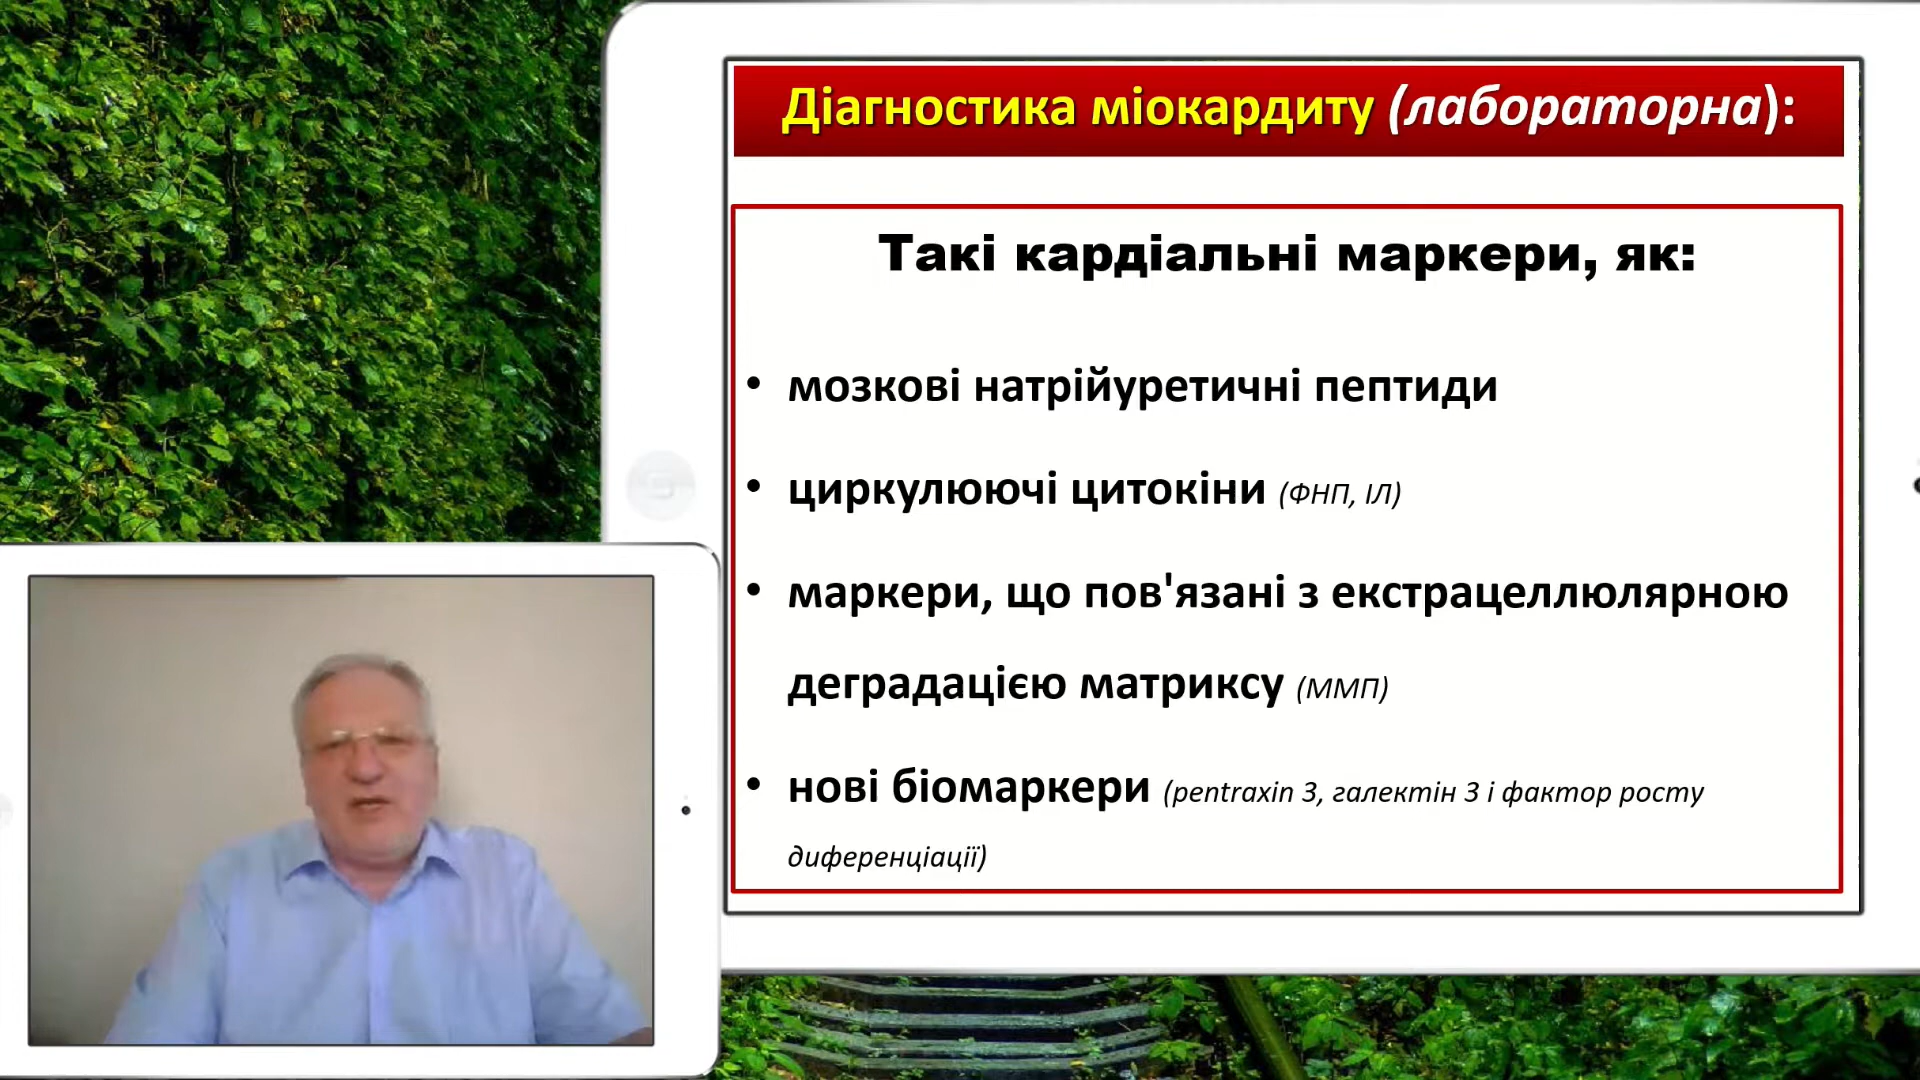 Діагностика міокардиту (лабораторна):
Такі кардіальні маркери, як:
• мозкові натрійуретичні пептиди
• циркулюючі цитокіни (ФНП, ІЛ)
• маркери, що пов'язані з екстрацеллюлярною
деградацією матриксу (ММП)
• нові біомаркери (pentraxin 3, галектін 3 і фактор росту
диференціації)